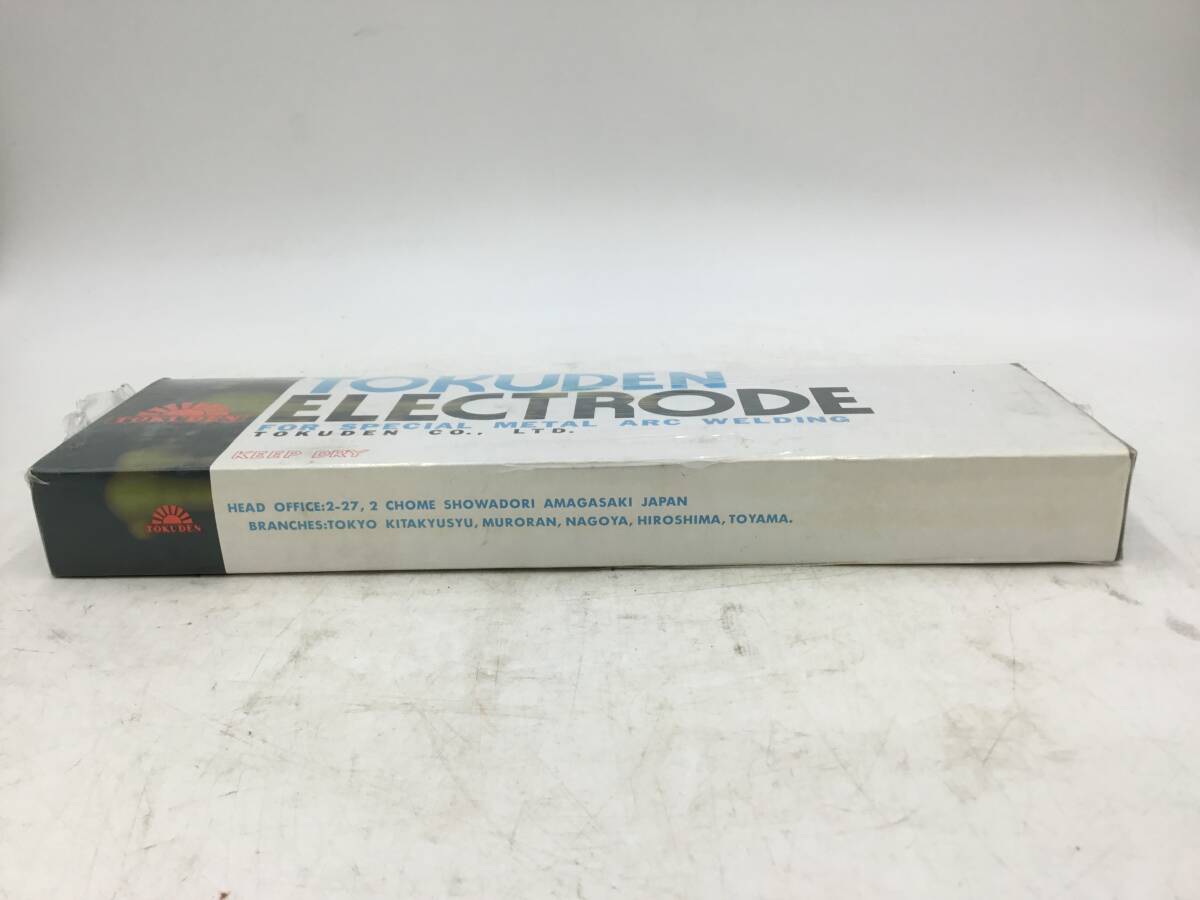 TOKUDEN
TOKUDEN
ELECTRODE
FOR SPECIAL METAL ARC WELDING
TOKUDEN CO., LTD.
KEEP DRY
TOKUDEN
HEAD OFFICE:2-27, 2 CHOME SHOWADORI AMAGASAKI JAPAN
BRANCHES:TOKYO KITAKYUSYU, MURORAN, NAGOYA, HIROSHIMA, TOYAMA.